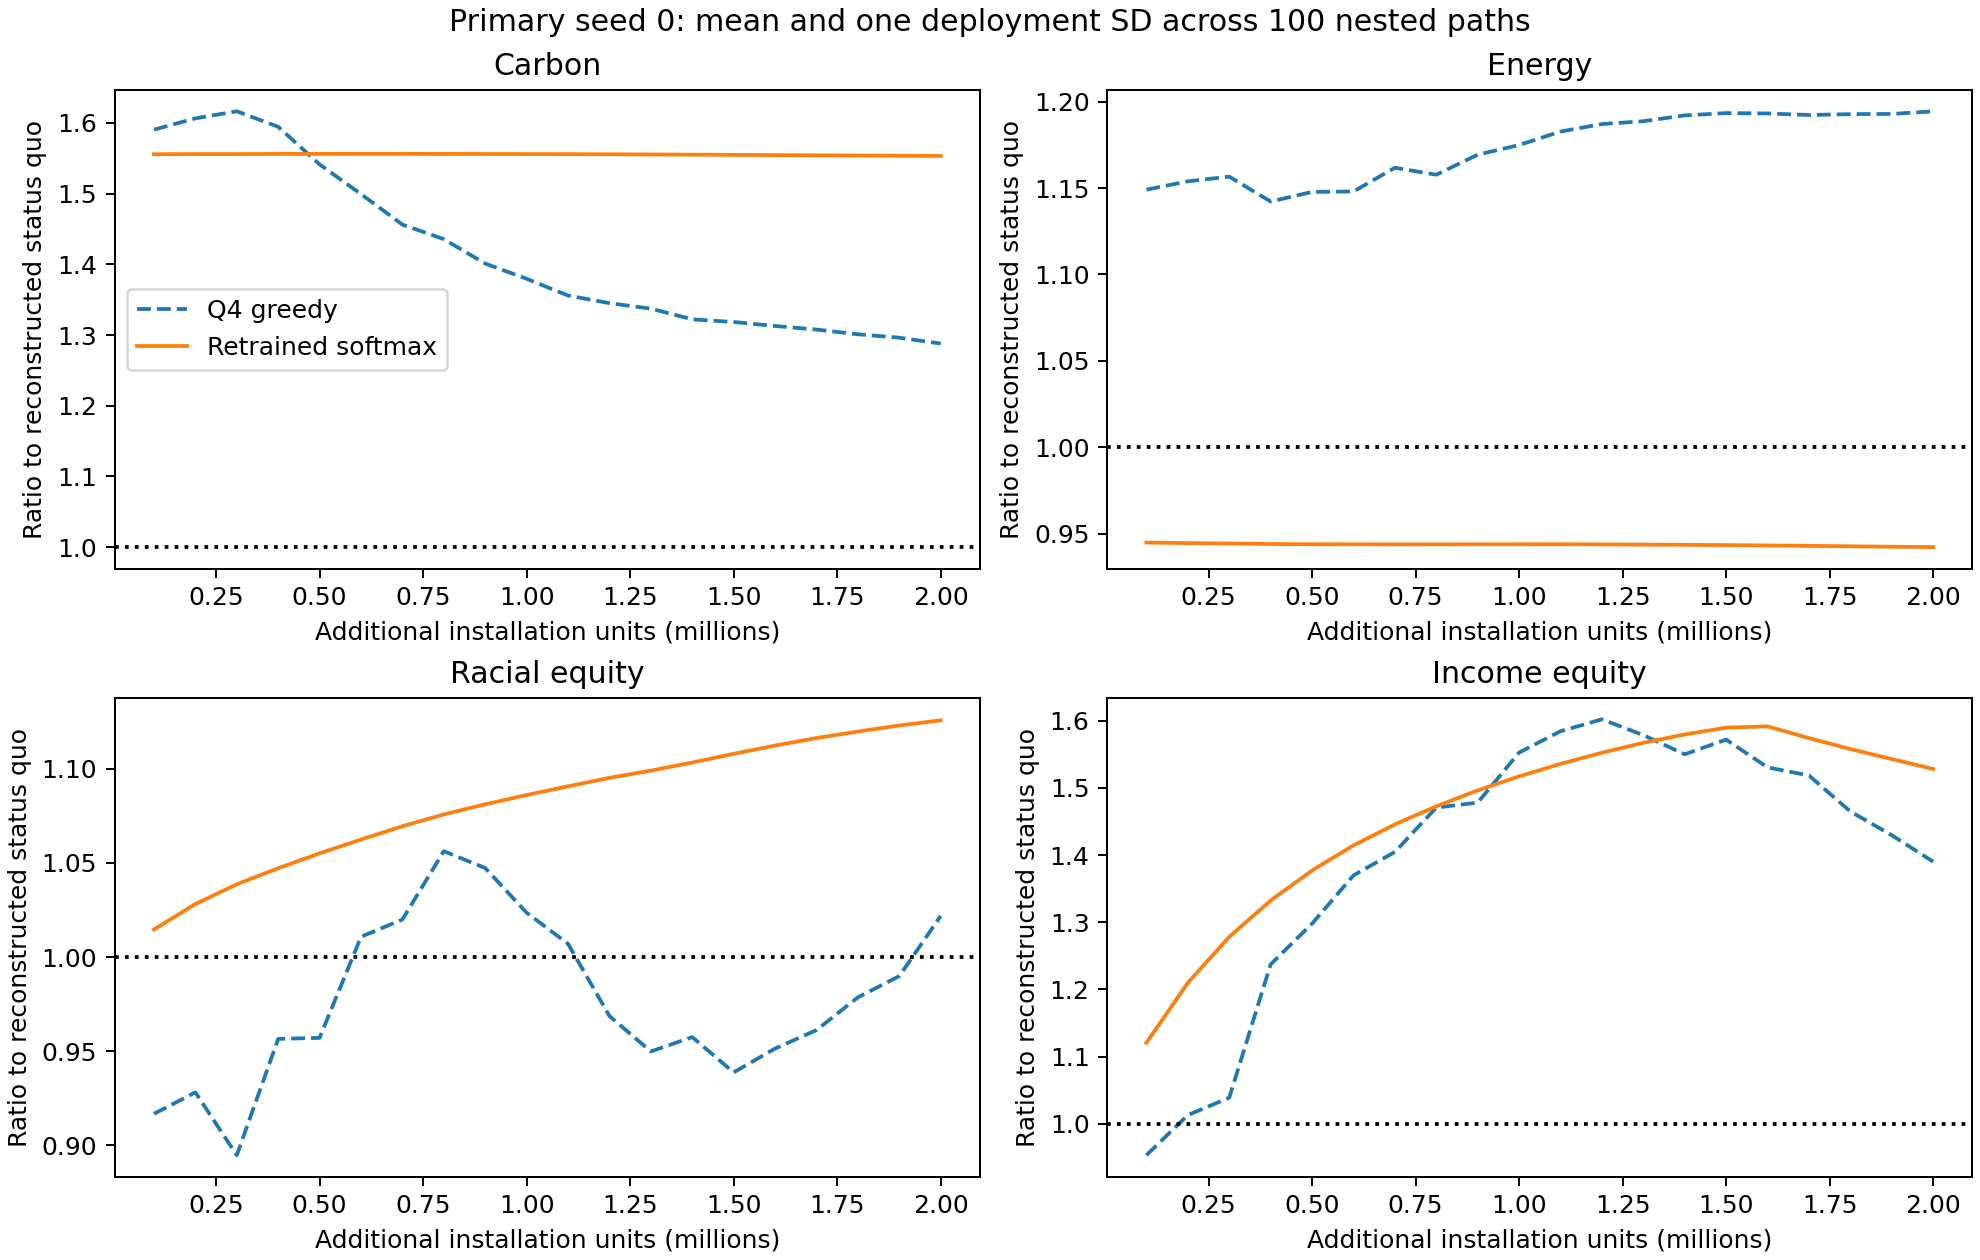 Primary seed 0: mean and one deployment SD across 100 nested paths
Carbon
Ratio to reconstructed status quo
1.6
1.5
1.4
1.3
1.2
1.1
1.0
Q4 greedy
Retrained softmax
0.25 0.50 0.75 1.00 1.25 1.50 1.75 2.00
Additional installation units (millions)
Energy
Ratio to reconstructed status quo
1.20
1.15
1.10
1.05
1.00
0.95
0.25 0.50 0.75 1.00 1.25 1.50 1.75 2.00
Additional installation units (millions)
Racial equity
Ratio to reconstructed status quo
1.10
1.05
1.00
0.95
0.90
0.25 0.50 0.75 1.00 1.25 1.50 1.75 2.00
Additional installation units (millions)
Income equity
Ratio to reconstructed status quo
1.6
1.5
1.4
1.3
1.2
1.1
1.0
0.25 0.50 0.75 1.00 1.25 1.50 1.75 2.00
Additional installation units (millions)